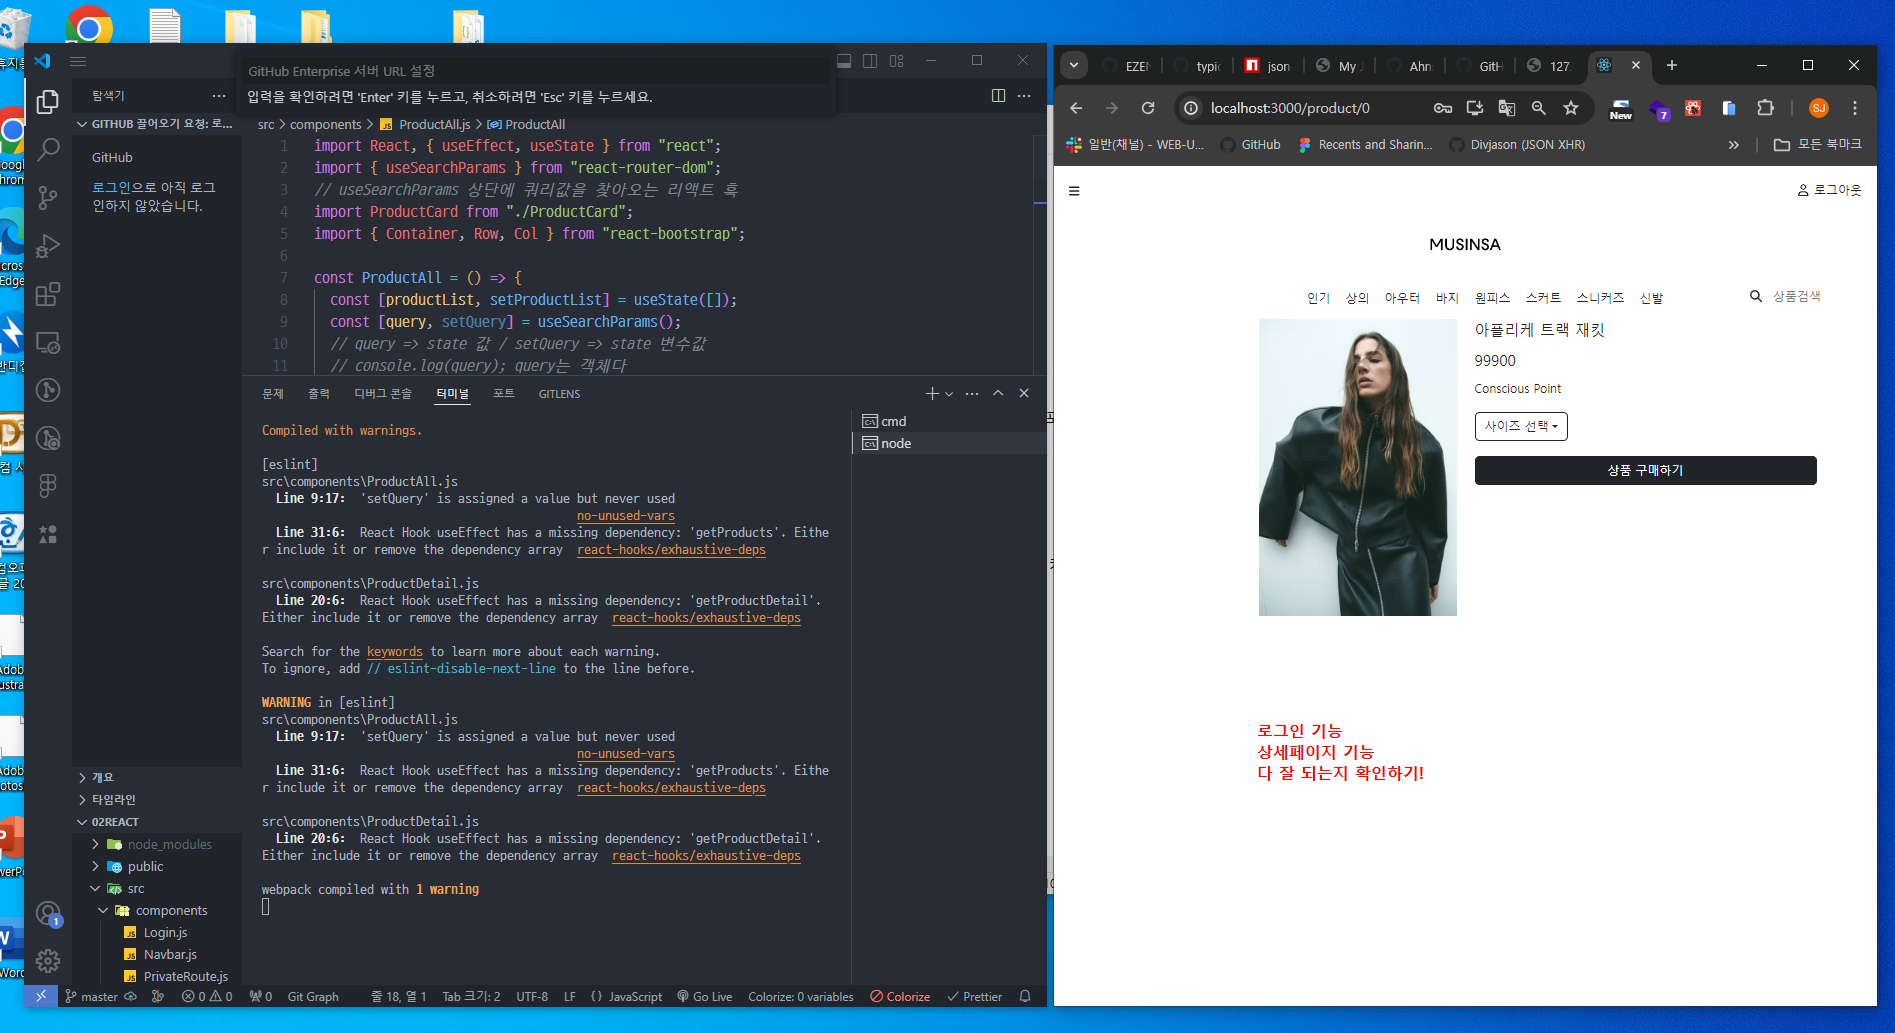 휴지통
GitHub Enterprise 서버 URL 설정
입력을 확인하려면 'Enter' 키를 누르고, 취소하려면 'Esc' 키를 누르세요.
탐색기
GITHUB 끌어오기 요청: 로...
GitHub
로그인으로 아직 로그
인하지 않았습니다.
src > components > JS ProductAll.js > ProductAll
1 import React, { useEffect, useState } from "react";
2 import { useSearchParams } from "react-router-dom";
3 // useSearchParams 상단에 쿼리값을 찾아오는 리액트 훅
4 import ProductCard from "./ProductCard";
5 import { Container, Row, Col } from "react-bootstrap";
6
7 const ProductAll = () => {
8 const [productList, setProductList] = useState([]);
9 const [query, setQuery] = useSearchParams();
10 // query => state 값 / setQuery => state 변수값
11 // console.log(query); query는 객체다
문제 출력 디버그 콘솔 터미널 포트 GITLENS
cmd
node
Compiled with warnings.
[eslint]
src\components\ProductAll.js
Line 9:17: 'setQuery' is assigned a value but never used
no-unused-vars
Line 31:6: React Hook useEffect has a missing dependency: 'getProducts'. Eithe
r include it or remove the dependency array react-hooks/exhaustive-deps
src\components\ProductDetail.js
Line 20:6: React Hook useEffect has a missing dependency: 'getProductDetail'.
Either include it or remove the dependency array react-hooks/exhaustive-deps
Search for the keywords to learn more about each warning.
To ignore, add // eslint-disable-next-line to the line before.
WARNING in [eslint]
src\components\ProductAll.js
Line 9:17: 'setQuery' is assigned a value but never used
no-unused-vars
Line 31:6: React Hook useEffect has a missing dependency: 'getProducts'. Eithe
r include it or remove the dependency array react-hooks/exhaustive-deps
src\components\ProductDetail.js
Line 20:6: React Hook useEffect has a missing dependency: 'getProductDetail'.
Either include it or remove the dependency array react-hooks/exhaustive-deps
webpack compiled with 1 warning
개요
타임라인
02REACT
node_modules
public
src
components
JS Login.js
JS Navbar.js
JS PrivateRoute.js
1
master 0 0 0 Git Graph 줄 18, 열 1 Tab 크기: 2 UTF-8 LF {} JavaScript Go Live Colorize: 0 variables Colorize Prettier
EZEN typic json My J Ahn GitH 127.
localhost:3000/product/0
New 7 SJ
일반(채널) - WEB-U... GitHub Recents and Sharin... Divjason (JSON XHR) 모든 북마크
로그아웃
MUSINSA
인기 상의 아우터 바지 원피스 스커트 스니커즈 신발 상품검색
아플리케 트랙 재킷
99900
Conscious Point
사이즈 선택
상품 구매하기
로그인 기능
상세페이지 기능
다 잘 되는지 확인하기!